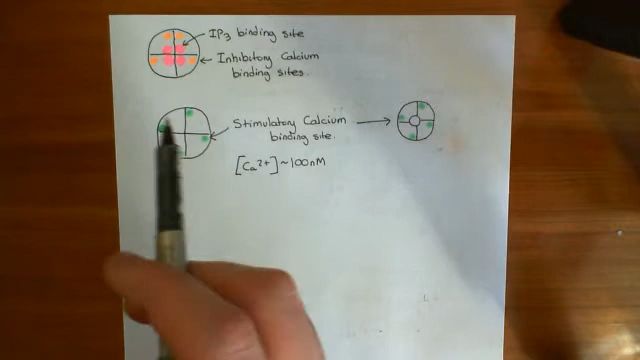 IP3 binding site
Inhibitory Calcium
binding sites.
Stimulatory Calcium
binding site.
[Ca2+]~100nM